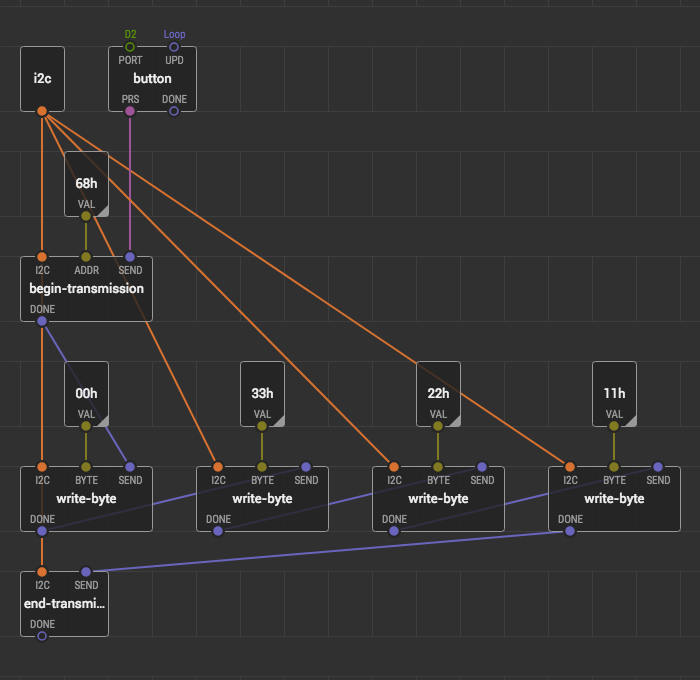 D2 Loop
PORT UPD
i2c button
PRS DONE
68h
VAL
I2C ADDR SEND
begin-transmission
DONE
00h 33h 22h 11h
VAL VAL VAL VAL
I2C BYTE SEND I2C BYTE SEND I2C BYTE SEND I2C BYTE SEND
write-byte write-byte write-byte write-byte
DONE DONE DONE DONE
I2C SEND
end-transmi...
DONE